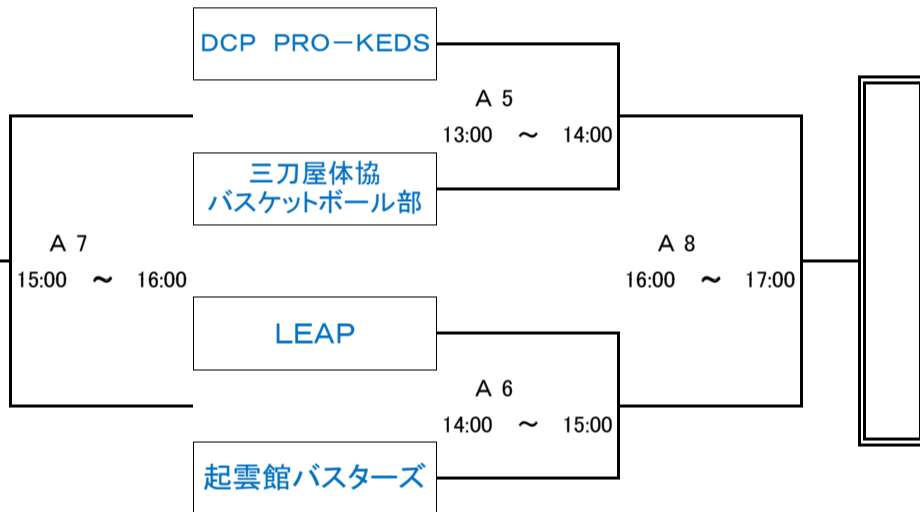 DCP PRO－KEDS
A 5
13:00 ～ 14:00
三刀屋体協
バスケットボール部
A 7
15:00 ～ 16:00
A 8
16:00 ～ 17:00
LEAP
A 6
14:00 ～ 15:00
起雲館バスターズ